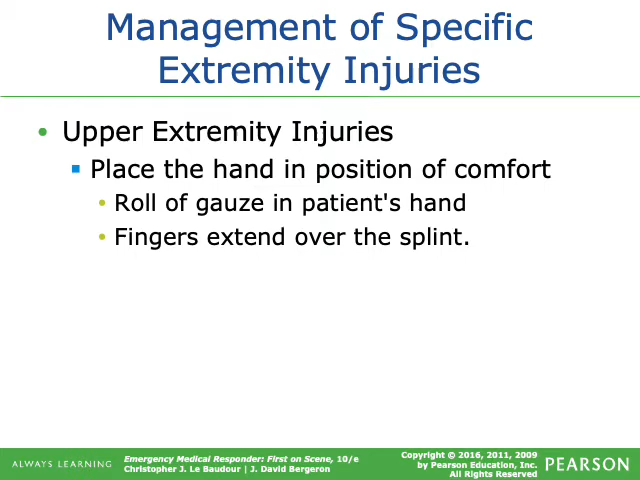 Management of Specific
Extremity Injuries
• Upper Extremity Injuries
▪ Place the hand in position of comfort
• Roll of gauze in patient's hand
• Fingers extend over the splint.
ALWAYS LEARNING
Emergency Medical Responder: First on Scene, 10/e
Christopher J. Le Baudour | J. David Bergeron
Copyright © 2016, 2011, 2009
by Pearson Education, Inc.
All Rights Reserved
PEARSON